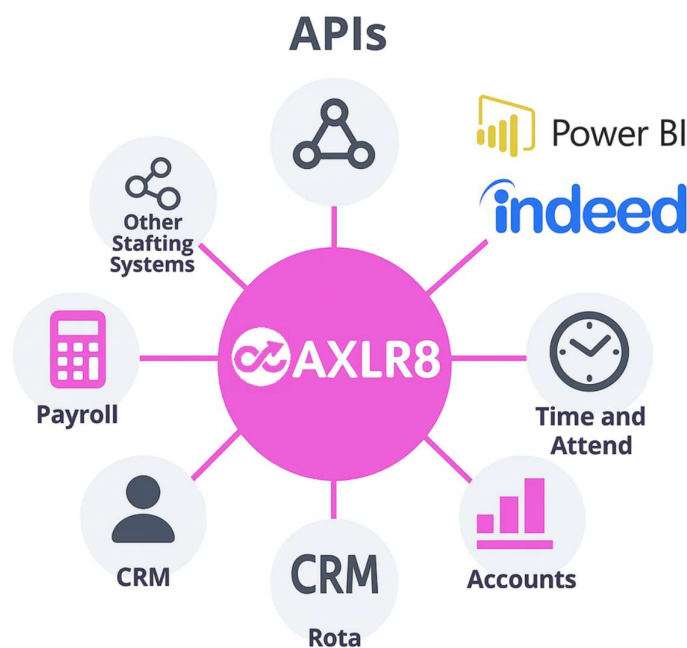 APIs
Power BI
indeed
Other
Stafting
Systems
AXLR8
Payroll
Time and
Attend
CRM
CRM
Rota
Accounts